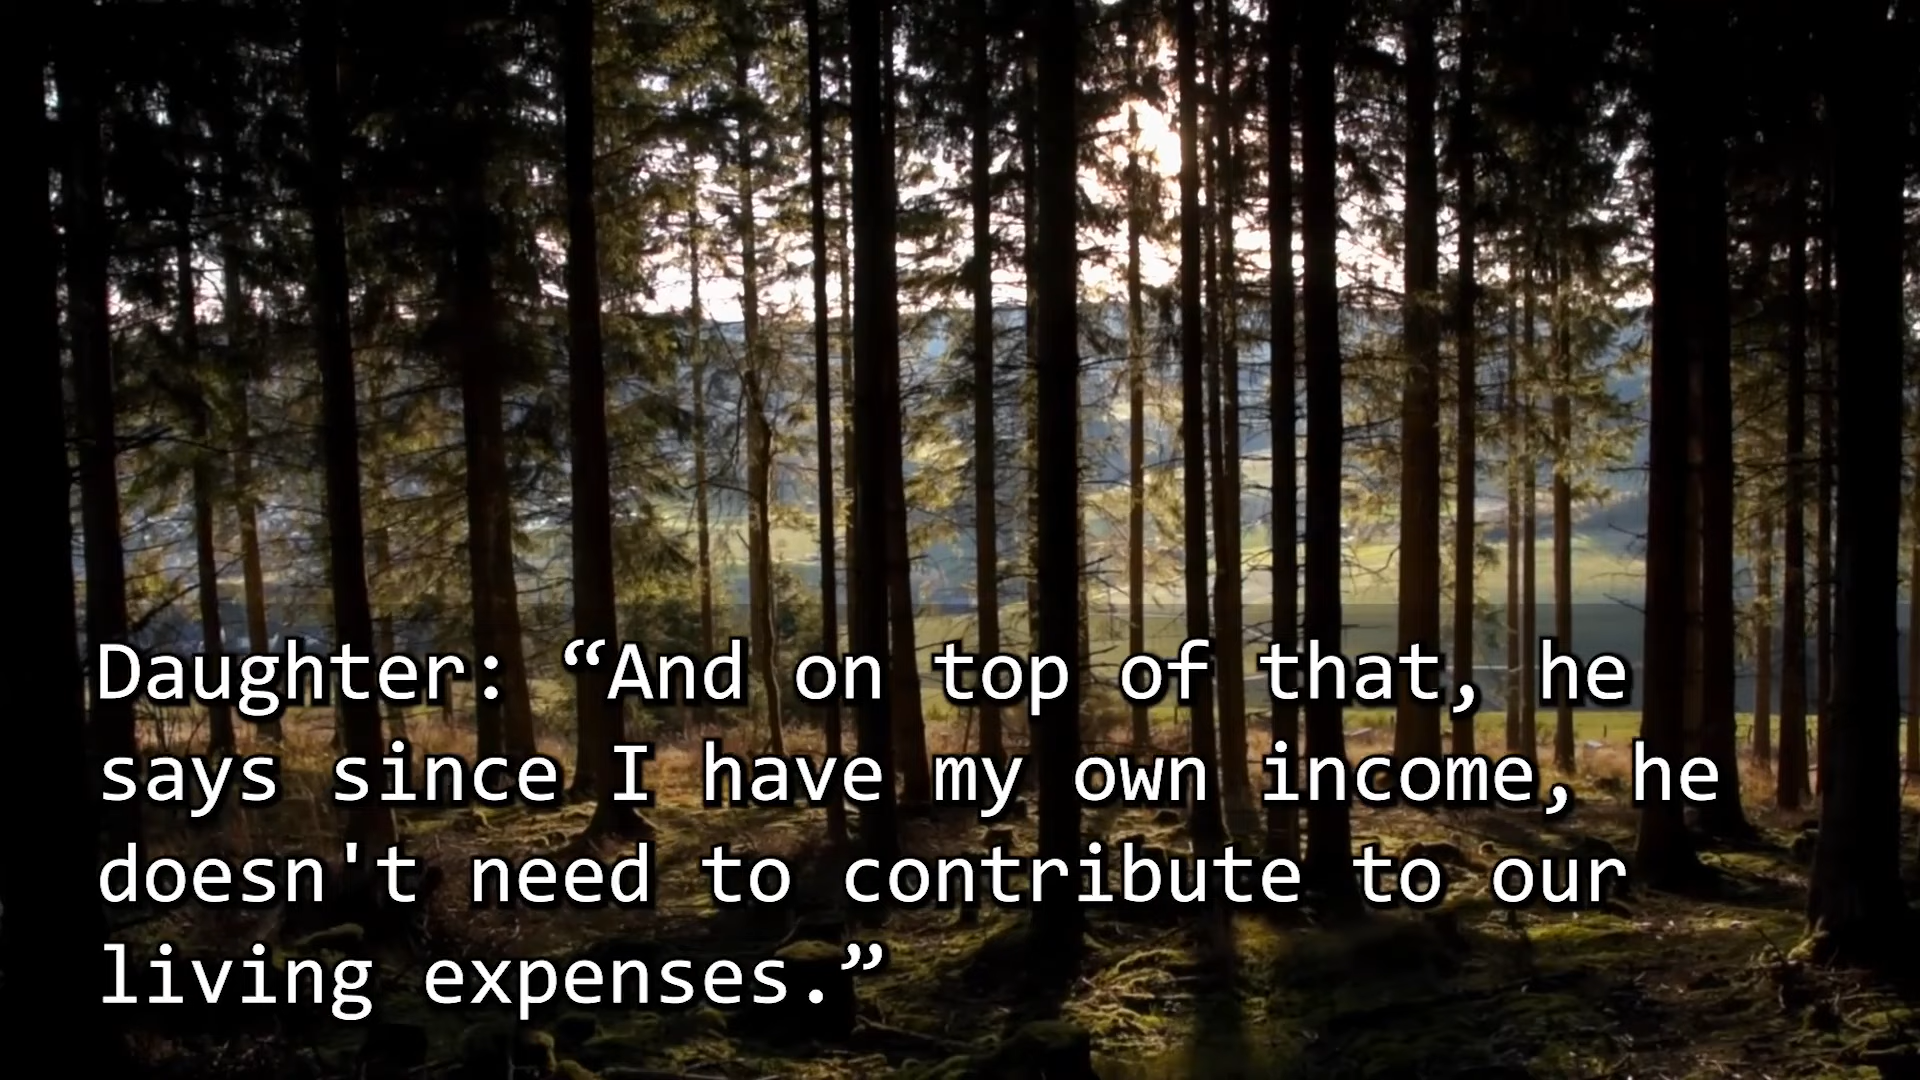 Daughter: “And on top of that, he
says since I have my own income, he
doesn't need to contribute to our
living expenses.”